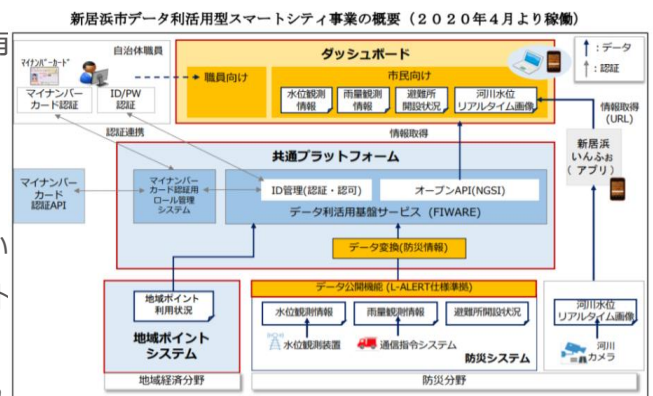 新居浜市データ利活用型スマートシティ事業の概要(2020年4月より稼働)
自治体職員
マイナンバーカード
マイナンバー
カード認証
ID/PW
認証
認証連携
ダッシュボード
職員向け
市民向け
水位観測
情報
雨量観測
情報
避難所
開設状況
河川水位
リアルタイム画像
:データ
:認証
情報取得
(URL)
情報取得
新居浜
いんふぉ
(アプリ)
共通プラットフォーム
マイナンバー
カード
認証API
マイナンバー
カード認証用
ロール管理
システム
ID管理(認証・認可)
オープンAPI(NGSI)
データ利活用基盤サービス (FIWARE)
データ変換(防災情報)
データ公開機能 (L-ALERT仕様準拠)
地域ポイント
利用状況
地域ポイント
システム
水位観測情報
雨量観測情報
避難所開設状況
水位観測装置
通信指令システム
防災システム
河川水位
リアルタイム画像
河川
カメラ
地域経済分野
防災分野